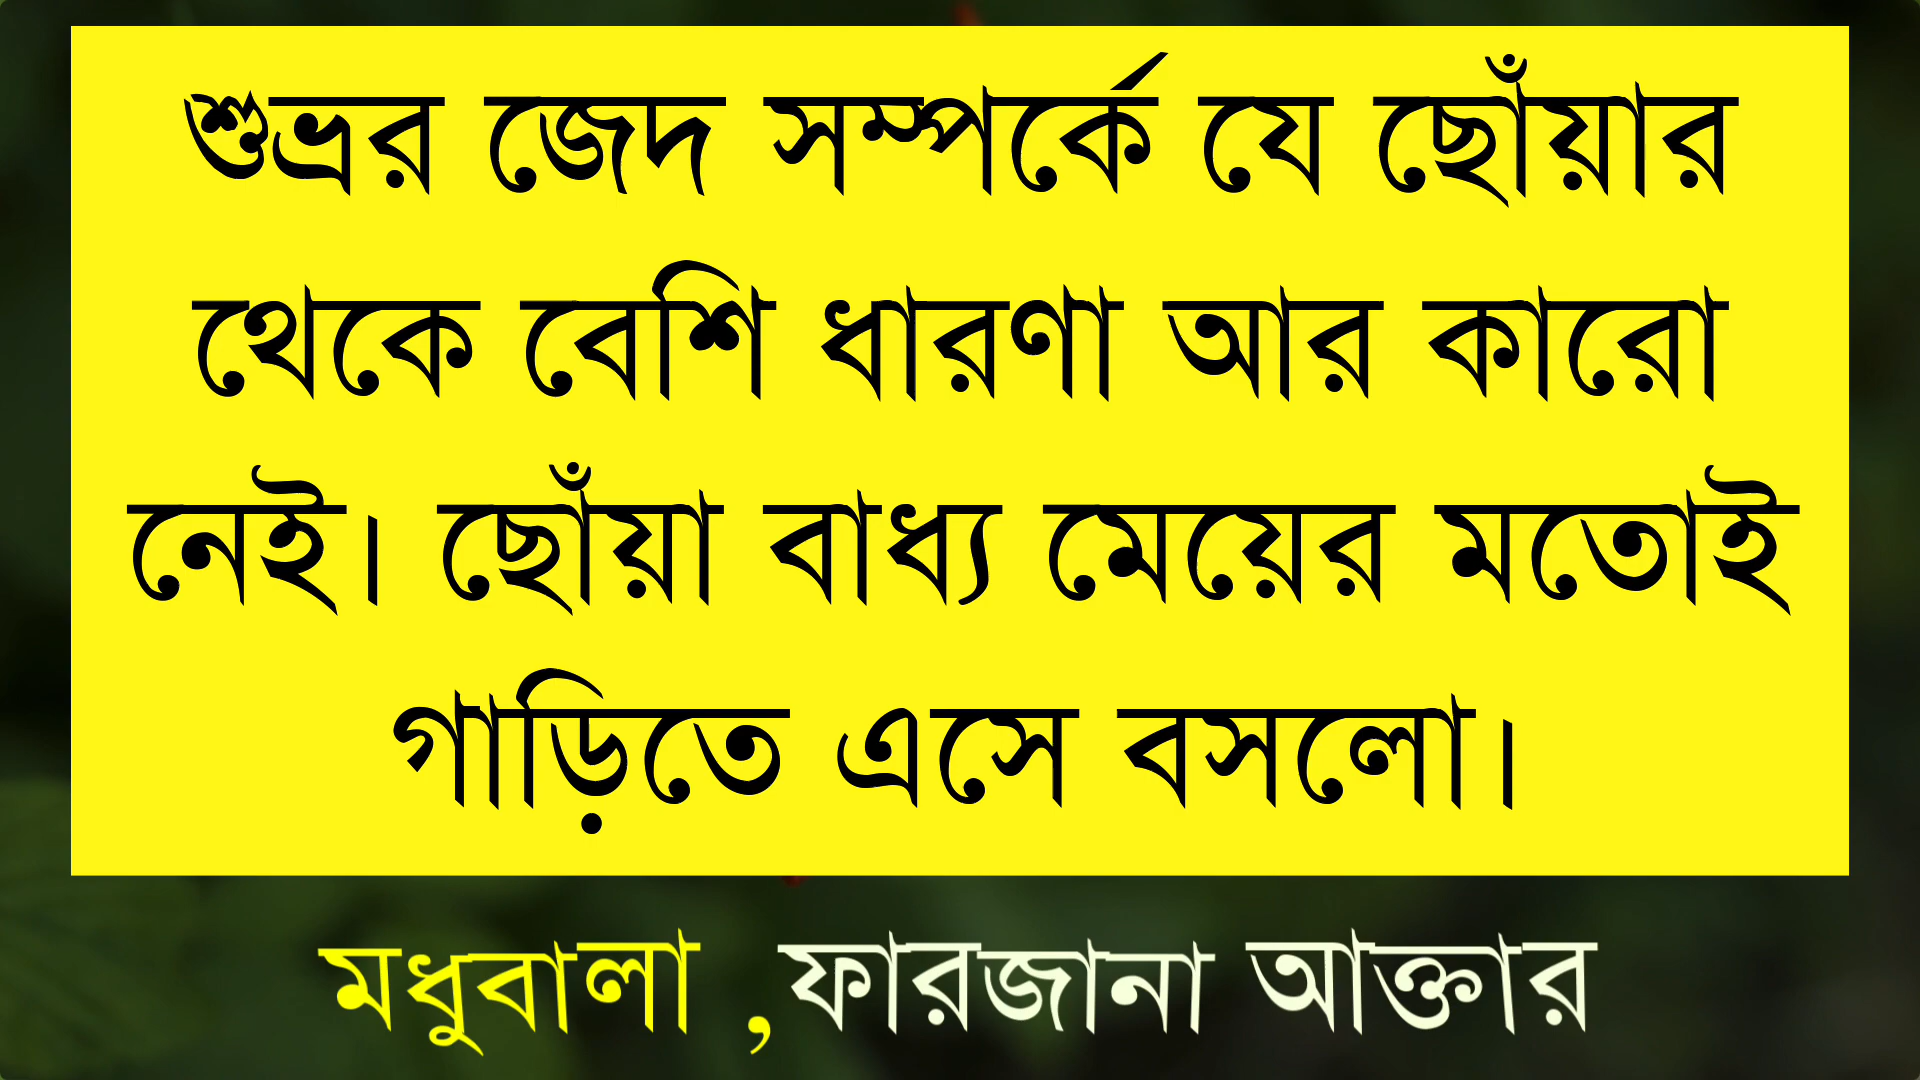 শুভ্রর জেদ সম্পর্কে যে ছোঁয়ার
থেকে বেশি ধারণা আর কারো
নেই। ছোঁয়া বাধ্য মেয়ের মতোই
গাড়িতে এসে বসলো।
মধুবালা ,ফারজানা আক্তার